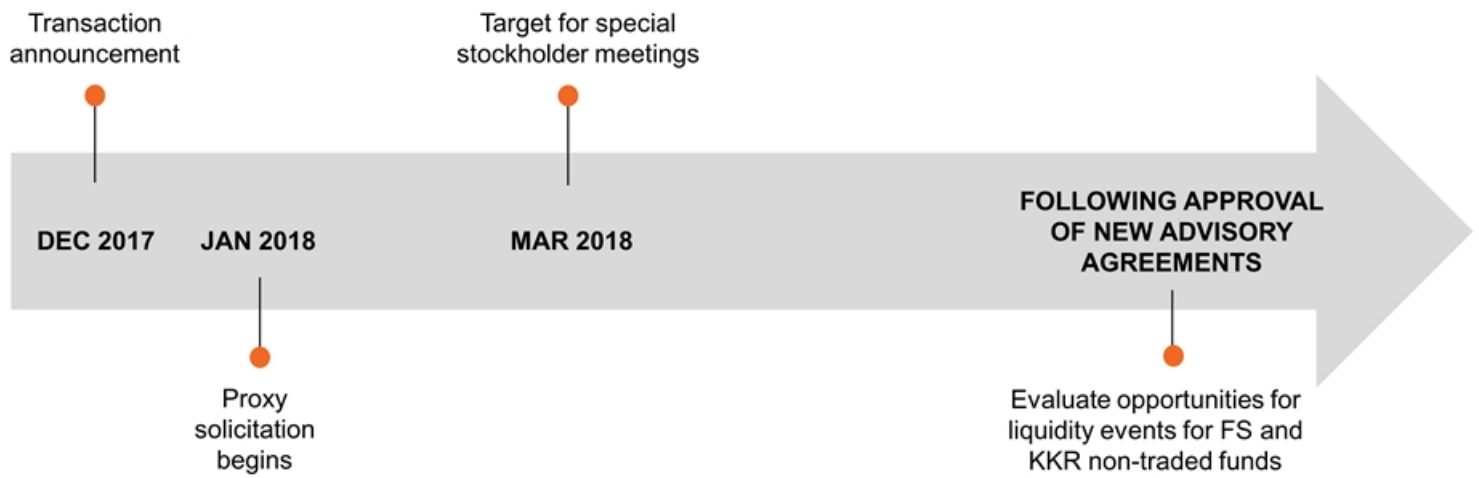 Transaction
announcement
Target for special
stockholder meetings
DEC 2017
JAN 2018
MAR 2018
FOLLOWING APPROVAL
OF NEW ADVISORY
AGREEMENTS
Proxy
solicitation
begins
Evaluate opportunities for
liquidity events for FS and
KKR non-traded funds